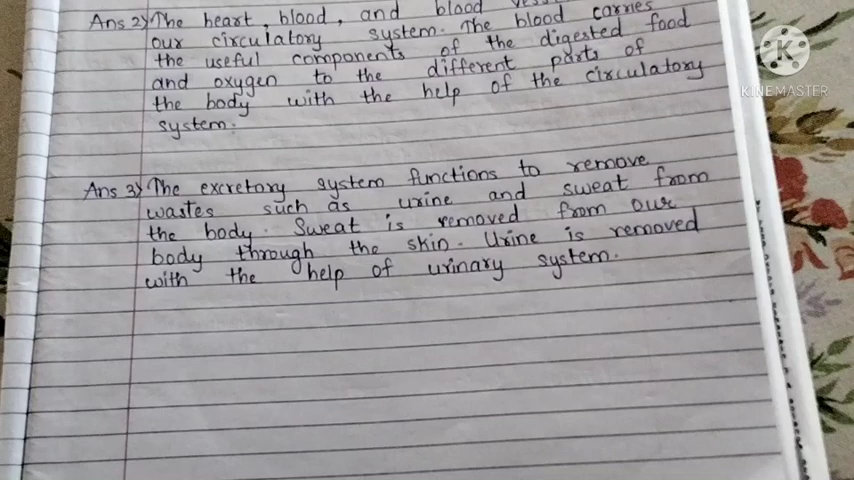 Ans 2) The heart, blood, and blood
our circulatory system. The blood carries
the useful components of the digested food
and oxygen to the different parts of
the body with the help of the circulatory
system.
Ans 3) The excretory system functions to remove
wastes such as urine and sweat from
the body. Sweat is removed from our
body through the skin. Urine is removed
with the help of urinary system.
KINEMASTER